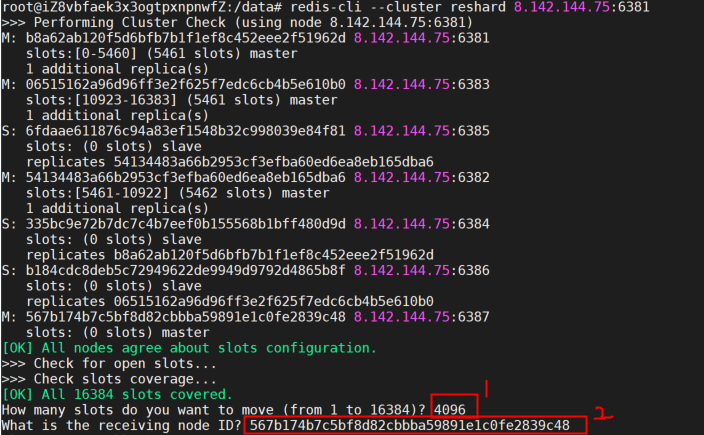 root@iZ8vbfaek3x3ogtpxnpnwfZ:/data# redis-cli --cluster reshard 8.142.144.75:6381
>>> Performing Cluster Check (using node 8.142.144.75:6381)
M: b8a62ab120f5d6bfb7b1f1ef8c452eee2f51962d 8.142.144.75:6381
slots:[0-5460] (5461 slots) master
1 additional replica(s)
M: 06515162a96d96ff3e2f625f7edc6cb4b5e610b0 8.142.144.75:6383
slots:[10923-16383] (5461 slots) master
1 additional replica(s)
S: 6fdaae611876c94a83ef1548b32c998039e84f81 8.142.144.75:6385
slots: (0 slots) slave
replicates 54134483a66b2953cf3efba60ed6ea8eb165dba6
M: 54134483a66b2953cf3efba60ed6ea8eb165dba6 8.142.144.75:6382
slots:[5461-10922] (5462 slots) master
1 additional replica(s)
S: 335bc9e72b7dc7c4b7eef0b155568b1bff480d9d 8.142.144.75:6384
slots: (0 slots) slave
replicates b8a62ab120f5d6bfb7b1f1ef8c452eee2f51962d
S: b184cdc8deb5c72949622de9949d9792d4865b8f 8.142.144.75:6386
slots: (0 slots) slave
replicates 06515162a96d96ff3e2f625f7edc6cb4b5e610b0
M: 567b174b7c5bf8d82cbbba59891e1c0fe2839c48 8.142.144.75:6387
slots: (0 slots) master
[OK] All nodes agree about slots configuration.
>>> Check for open slots...
>>> Check slots coverage...
[OK] All 16384 slots covered.
How many slots do you want to move (from 1 to 16384)? 4096 1
What is the receiving node ID? 567b174b7c5bf8d82cbbba59891e1c0fe2839c48 2